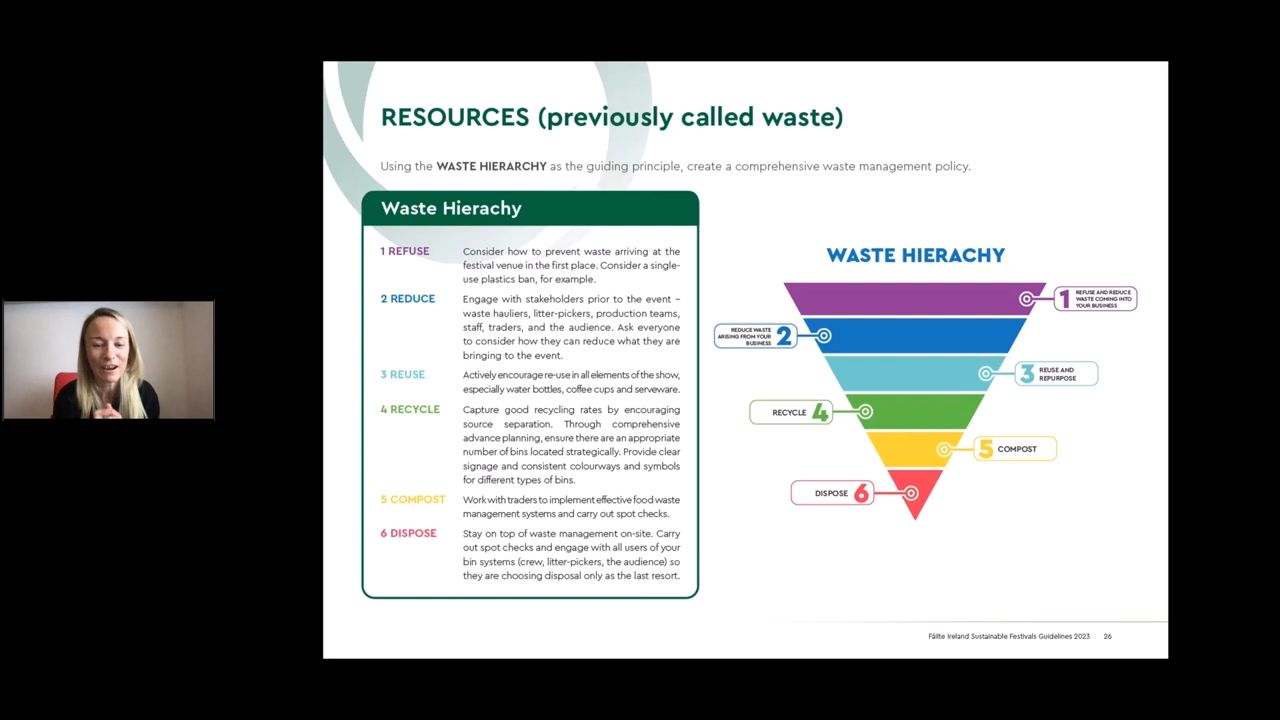 RESOURCES (previously called waste)
Using the WASTE HIERARCHY as the guiding principle, create a comprehensive waste management policy.
Waste Hierachy
1 REFUSE
Consider how to prevent waste arriving at the
festival venue in the first place. Consider a single-
use plastics ban, for example.
2 REDUCE
Engage with stakeholders prior to the event –
waste haulers, litter-pickers, production teams,
staff, traders, and the audience. Ask everyone
to consider how they can reduce what they are
bringing to the event.
3 REUSE
Actively encourage re-use in all elements of the show,
especially water bottles, coffee cups and serveware.
4 RECYCLE
Capture good recycling rates by encouraging
source separation. Through comprehensive
advance planning, ensure there are an appropriate
number of bins located strategically. Provide clear
signage and consistent colourways and symbols
for different types of bins.
5 COMPOST
Work with traders to implement effective food waste
management systems and carry out spot checks.
6 DISPOSE
Stay on top of waste management on-site. Carry
out spot checks and engage with all users of your
bin systems (crew, litter-pickers, the audience) so
they are choosing disposal only as the last resort.
WASTE HIERACHY
1 REFUSE AND REDUCE
WASTE COMING INTO
YOUR BUSINESS
REDUCE WASTE
ARISING FROM YOUR
BUSINESS 2
3 REUSE AND
REPURPOSE
RECYCLE 4
5 COMPOST
DISPOSE 6
Fáilte Ireland Sustainable Festivals Guidelines 2023 26